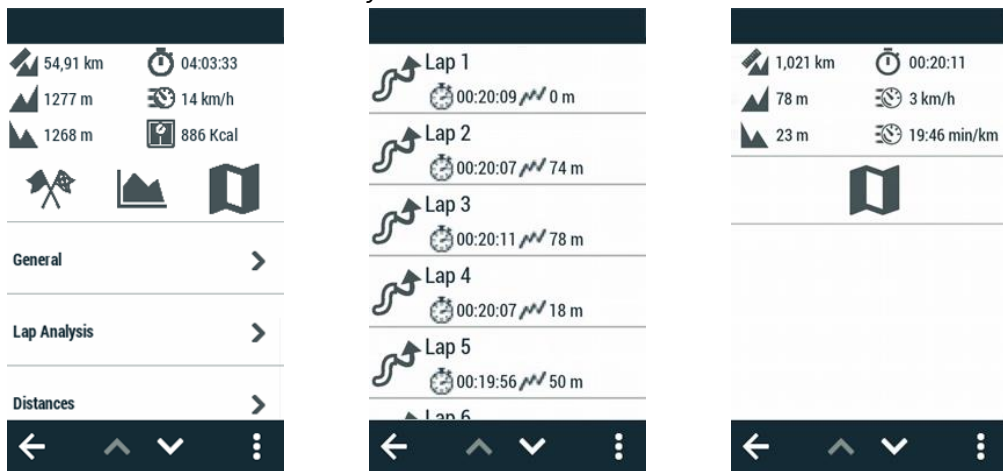 54,91 km 04:03:33
1277 m 14 km/h
1268 m 886 Kcal
General
Lap Analysis
Distances
Lap 1
00:20:09 0 m
Lap 2
00:20:07 74 m
Lap 3
00:20:11 78 m
Lap 4
00:20:07 18 m
Lap 5
00:19:56 50 m
Lap 6
1,021 km 00:20:11
78 m 3 km/h
23 m 19:46 min/km